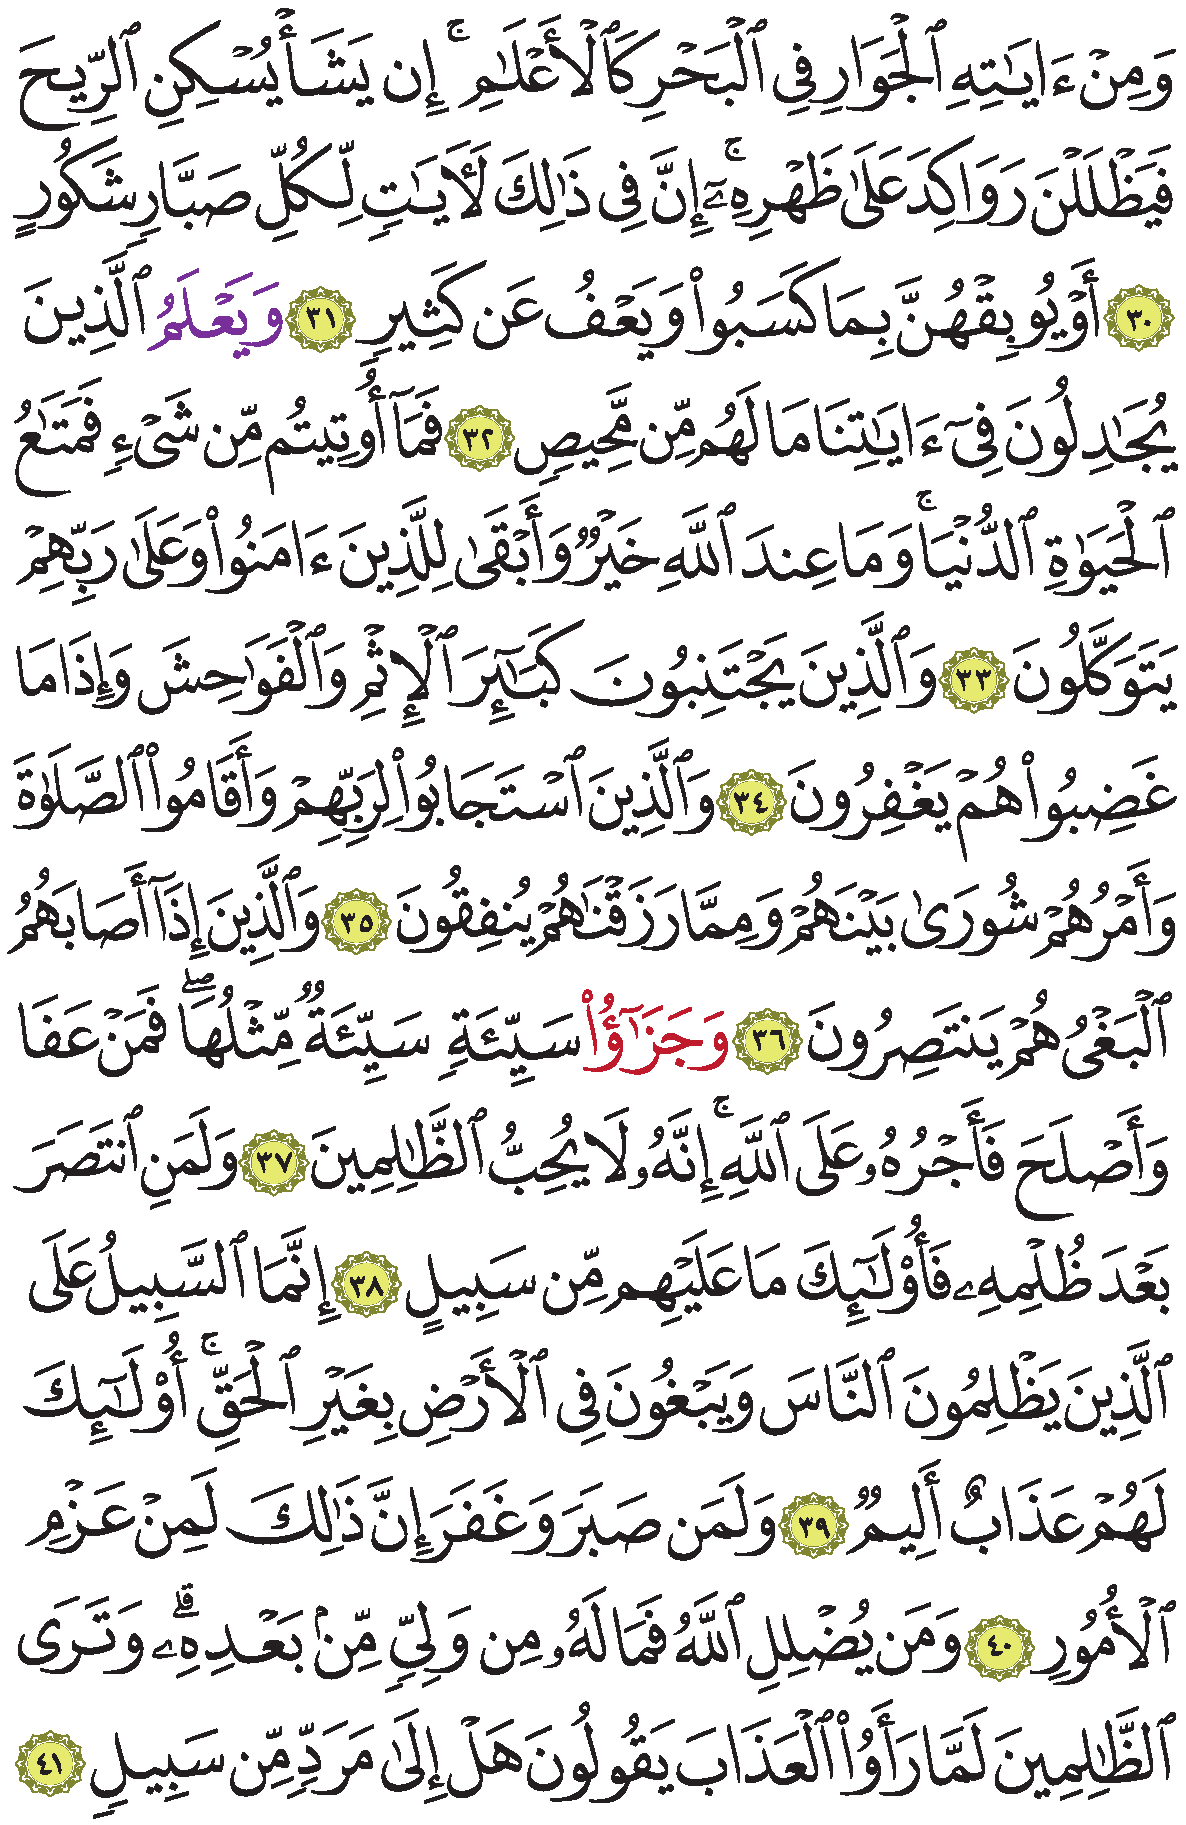 وَمِنْ ءَايَٰتِهِ ٱلْجَوَارِ فِى ٱلْبَحْرِ كَٱلْأَعْلَٰمِ ۚ إِن يَشَأْ يُسْكِنِ ٱلرِّيحَ
فَيَظْلَلْنَ رَوَاكِدَ عَلَىٰ ظَهْرِهِۦٓ ۚ إِنَّ فِى ذَٰلِكَ لَءَايَٰتٍ لِّكُلِّ صَبَّارٍ شَكُورٍ
٣٠ أَوْ يُوبِقْهُنَّ بِمَا كَسَبُوا۟ وَيَعْفُ عَن كَثِيرٍ ٣١ وَيَعْلَمُ ٱلَّذِينَ
يُجَٰدِلُونَ فِىٓ ءَايَٰتِنَا مَا لَهُم مِّن مَّحِيصٍ ٣٢ فَمَآ أُوتِيتُم مِّن شَىْءٍ فَمَتَٰعُ
ٱلْحَيَوٰةِ ٱلدُّنْيَا ۚ وَمَا عِندَ ٱللَّهِ خَيْرٌ وَأَبْقَىٰ لِلَّذِينَ ءَامَنُوا۟ وَعَلَىٰ رَبِّهِمْ
يَتَوَكَّلُونَ ٣٣ وَٱلَّذِينَ يَجْتَنِبُونَ كَبَٰٓئِرَ ٱلْإِثْمِ وَٱلْفَوَٰحِشَ وَإِذَا مَا
غَضِبُوا۟ هُمْ يَغْفِرُونَ ٣٤ وَٱلَّذِينَ ٱسْتَجَابُوا۟ لِرَبِّهِمْ وَأَقَامُوا۟ ٱلصَّلَوٰةَ
وَأَمْرُهُمْ شُورَىٰ بَيْنَهُمْ وَمِمَّا رَزَقْنَٰهُمْ يُنفِقُونَ ٣٥ وَٱلَّذِينَ إِذَآ أَصَابَهُمُ
ٱلْبَغْىُ هُمْ يَنتَصِرُونَ ٣٦ وَجَزَٰٓؤُا۟ سَيِّئَةٍ سَيِّئَةٌ مِّثْلُهَا ۖ فَمَنْ عَفَا
وَأَصْلَحَ فَأَجْرُهُۥ عَلَى ٱللَّهِ ۚ إِنَّهُۥ لَا يُحِبُّ ٱلظَّٰلِمِينَ ٣٧ وَلَمَنِ ٱنتَصَرَ
بَعْدَ ظُلْمِهِۦ فَأُو۟لَٰٓئِكَ مَا عَلَيْهِم مِّن سَبِيلٍ ٣٨ إِنَّمَا ٱلسَّبِيلُ عَلَى
ٱلَّذِينَ يَظْلِمُونَ ٱلنَّاسَ وَيَبْغُونَ فِى ٱلْأَرْضِ بِغَيْرِ ٱلْحَقِّ ۚ أُو۟لَٰٓئِكَ
لَهُمْ عَذَابٌ أَلِيمٌ ٣٩ وَلَمَن صَبَرَ وَغَفَرَ إِنَّ ذَٰلِكَ لَمِنْ عَزْمِ
ٱلْأُمُورِ ٤٠ وَمَن يُضْلِلِ ٱللَّهُ فَمَا لَهُۥ مِن وَلِىٍّ مِّنۢ بَعْدِهِۦ ۗ وَتَرَى
ٱلظَّٰلِمِينَ لَمَّا رَأَوُا۟ ٱلْعَذَابَ يَقُولُونَ هَلْ إِلَىٰ مَرَدٍّ مِّن سَبِيلٍ ٤١